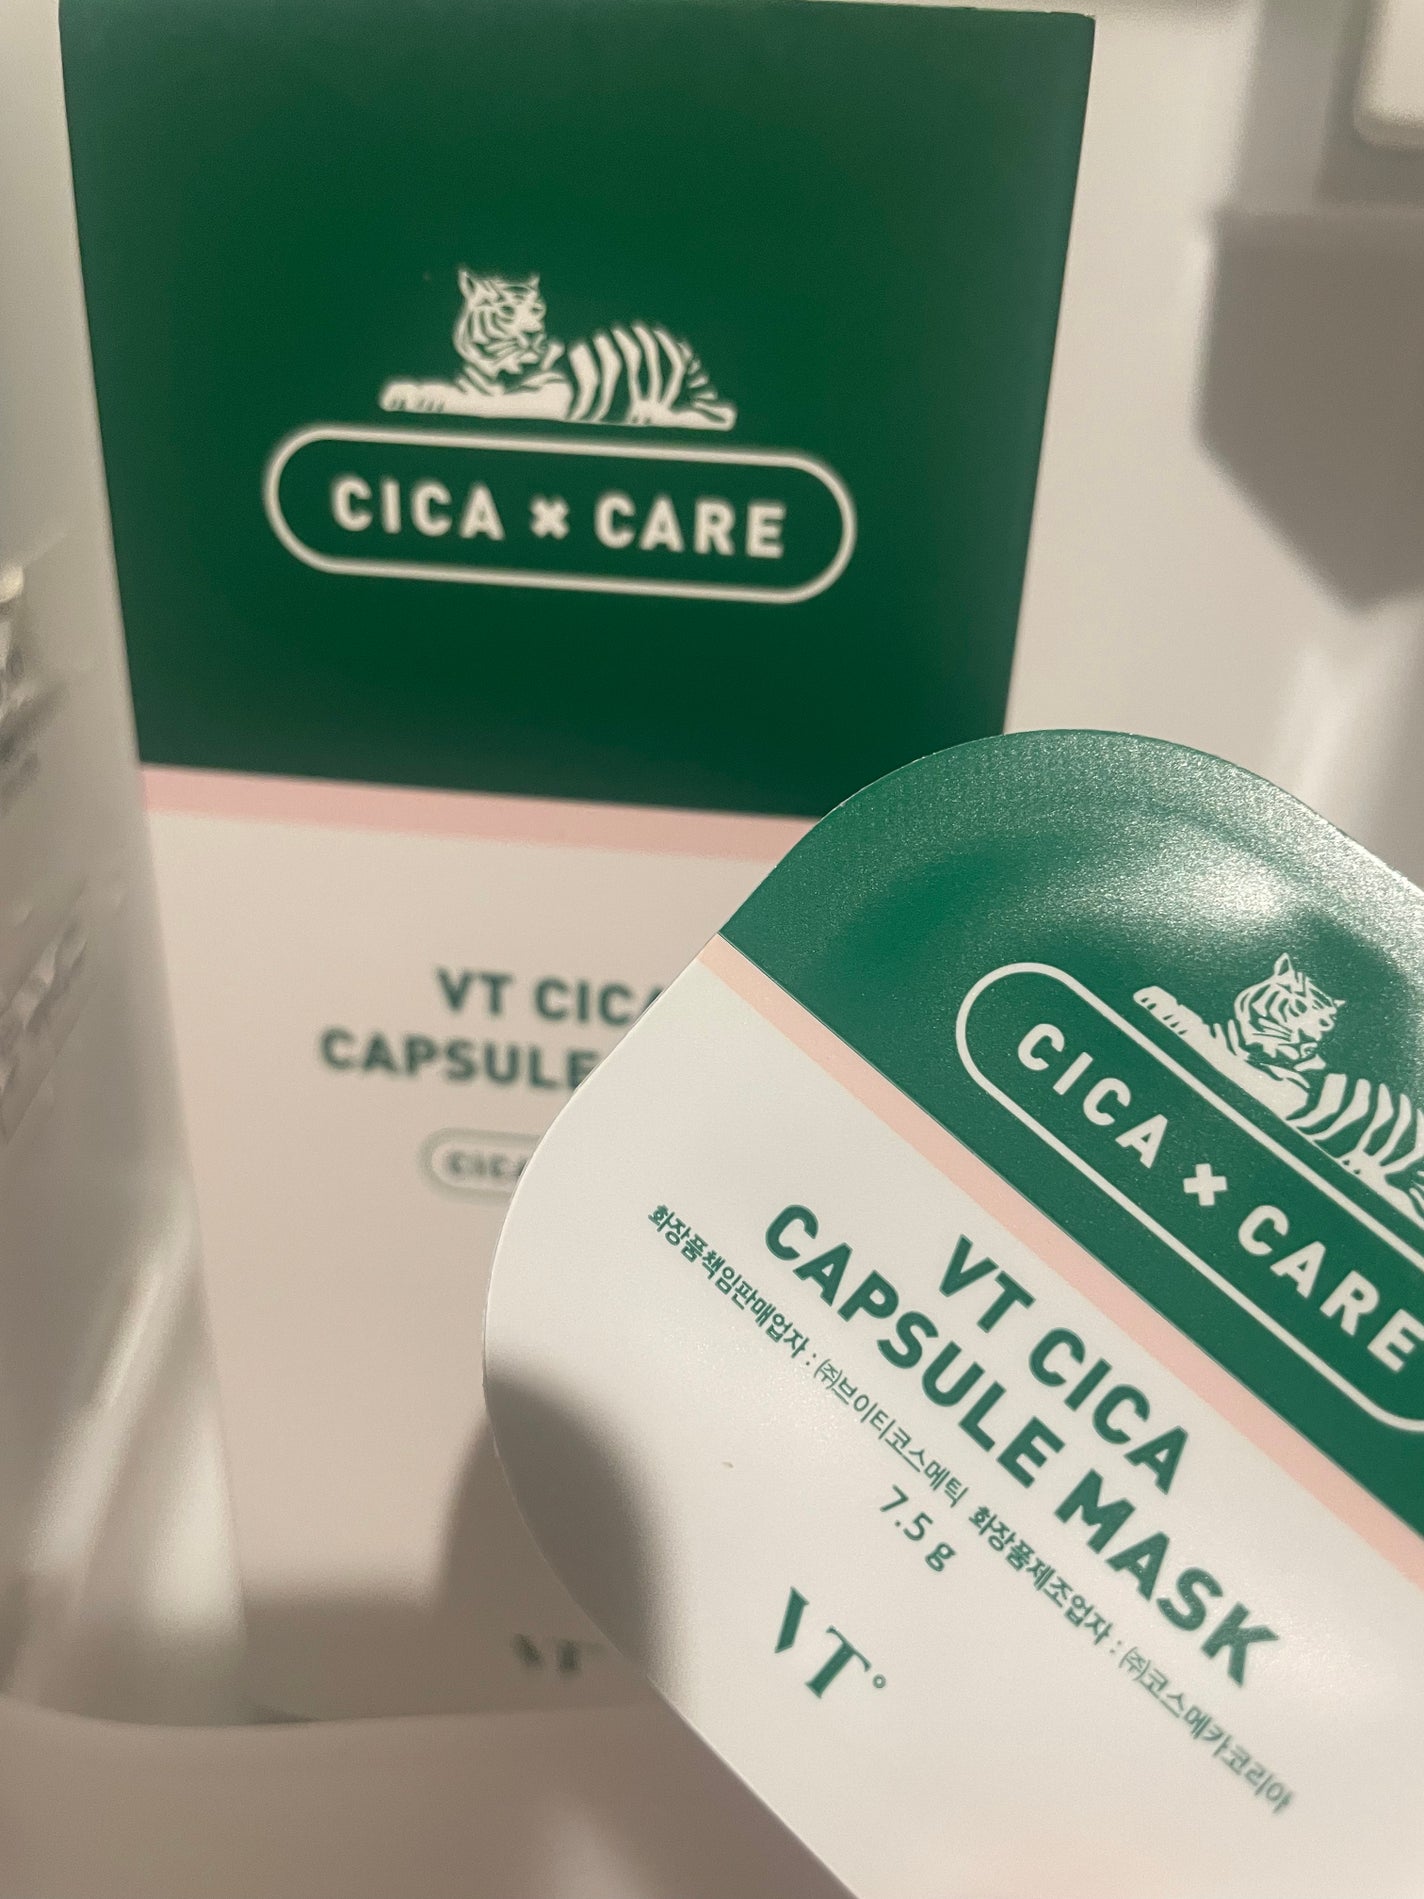 CICA × CARE
VT CICA
CAPSULE
CICA
VT
CICA × CARE
VT CICA
CAPSULE MASK
화장품책임판매업자 : ㈜브이티코스메틱 화장품제조업자 : ㈜코스메카코리아
7.5 g
VT